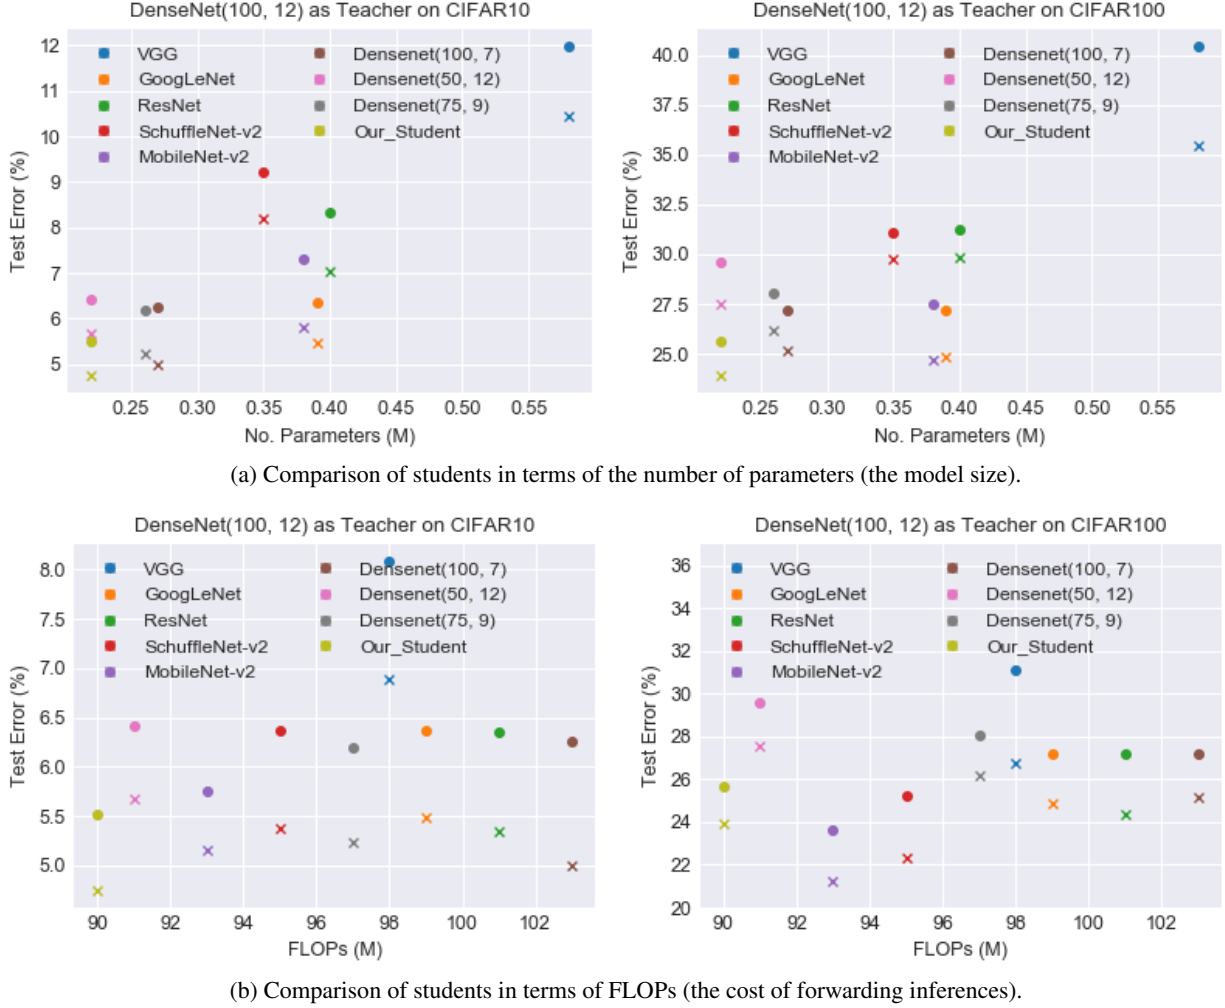 DenseNet(100, 12) as Teacher on CIFAR10
12
11
10
9
8
7
6
5
Test Error (%)
VGG
GoogLeNet
ResNet
SchuffleNet-v2
MobileNet-v2
Densenet(100, 7)
Densenet(50, 12)
Densenet(75, 9)
Our_Student
0.25 0.30 0.35 0.40 0.45 0.50 0.55
No. Parameters (M)
DenseNet(100, 12) as Teacher on CIFAR100
40.0
37.5
35.0
32.5
30.0
27.5
25.0
Test Error (%)
VGG
GoogLeNet
ResNet
SchuffleNet-v2
MobileNet-v2
Densenet(100, 7)
Densenet(50, 12)
Densenet(75, 9)
Our_Student
0.25 0.30 0.35 0.40 0.45 0.50 0.55
No. Parameters (M)
(a) Comparison of students in terms of the number of parameters (the model size).
DenseNet(100, 12) as Teacher on CIFAR10
8.0
7.5
7.0
6.5
6.0
5.5
5.0
Test Error (%)
VGG
GoogLeNet
ResNet
SchuffleNet-v2
MobileNet-v2
Densenet(100, 7)
Densenet(50, 12)
Densenet(75, 9)
Our_Student
90 92 94 96 98 100 102
FLOPs (M)
DenseNet(100, 12) as Teacher on CIFAR100
36
34
32
30
28
26
24
22
20
Test Error (%)
VGG
GoogLeNet
ResNet
SchuffleNet-v2
MobileNet-v2
Densenet(100, 7)
Densenet(50, 12)
Densenet(75, 9)
Our_Student
90 92 94 96 98 100 102
FLOPs (M)
(b) Comparison of students in terms of FLOPs (the cost of forwarding inferences).